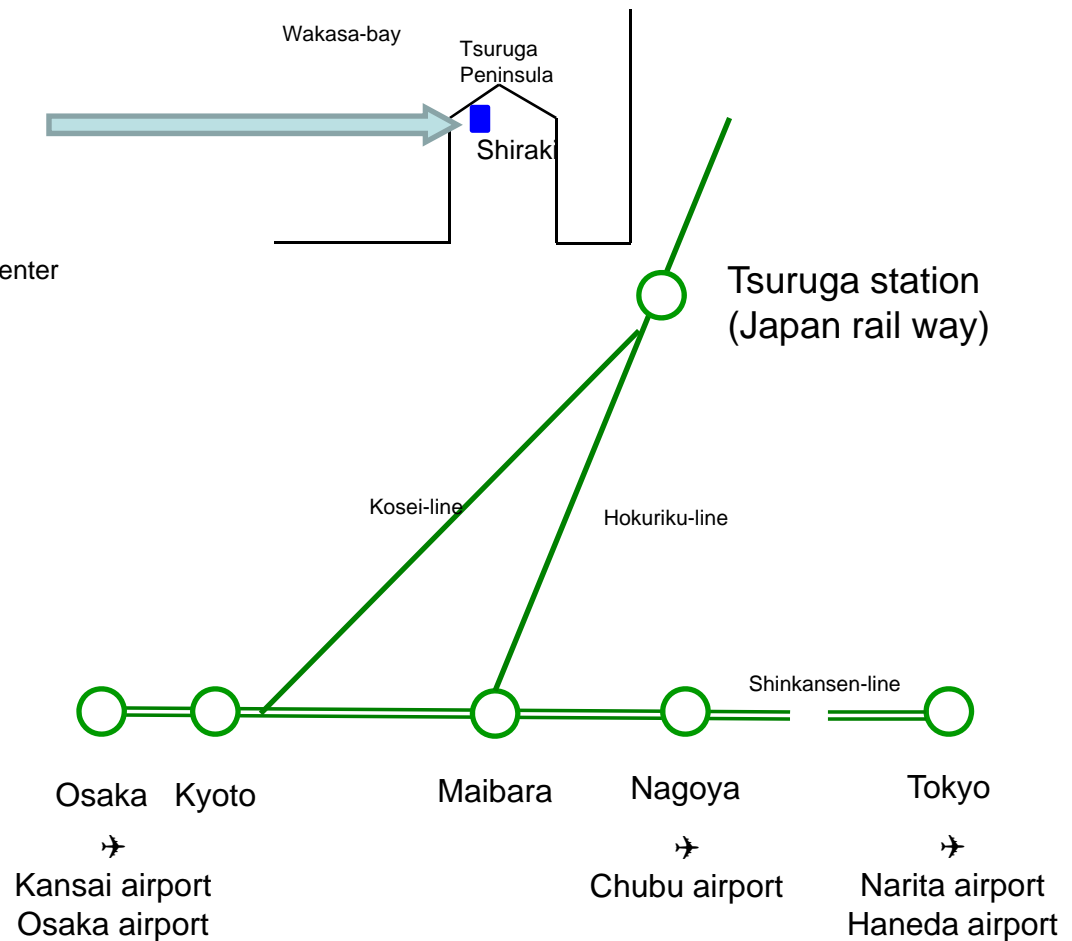 Wakasa-bay
Tsuruga
Peninsula
Shiraki
enter
Tsuruga station
(Japan rail way)
Kosei-line
Hokuriku-line
Shinkansen-line
Osaka
Kyoto
Maibara
Nagoya
Tokyo
✈
✈
✈
Kansai airport
Chubu airport
Narita airport
Osaka airport
Haneda airport